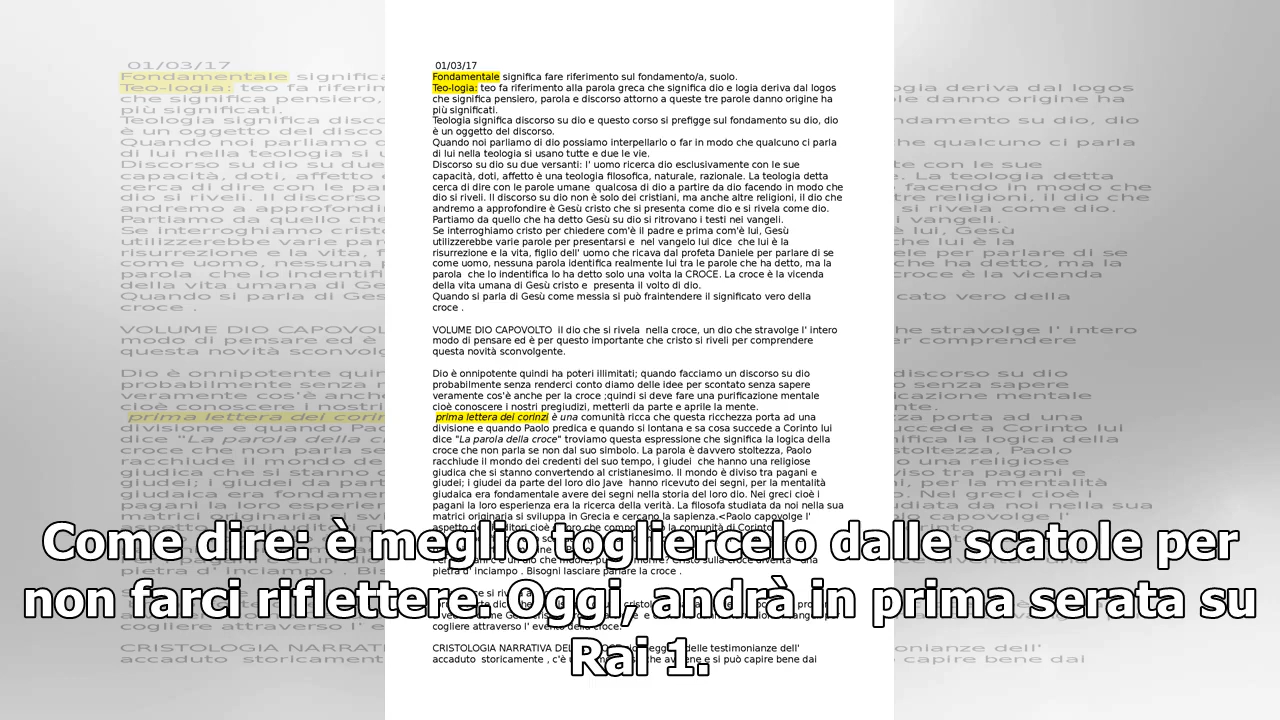 01/03/17
Fondamentale significa fare riferimento sul fondamento/a, suolo.
Teo-logia: teo fa riferimento alla parola greca che significa dio e logia deriva dal logos
che significa pensiero, parola e discorso attorno a queste tre parole danno origine ha
più significati.
Teologia significa discorso su dio e questo corso si prefigge sul fondamento su dio, dio
è un oggetto del discorso.
Quando noi parliamo di dio possiamo interpellarlo o far in modo che qualcuno ci parla
di lui nella teologia si usano tutte e due le vie.
Discorso su dio su due versanti: l' uomo ricerca dio esclusivamente con le sue
capacità, doti, affetto è una teologia filosofica, naturale, razionale. La teologia detta
cerca di dire con le parole umane qualcosa di dio a partire da dio facendo in modo che
dio si riveli. Il discorso su dio non è solo dei cristiani, ma anche altre religioni, il dio che
andremo a approfondire è Gesù cristo che si presenta come dio e si rivela come dio.
Partiamo da quello che ha detto Gesù su dio si ritrovano i testi nei vangeli.
Se interroghiamo cristo per chiedere com'è il padre e prima com'è lui, Gesù
utilizzerebbe varie parole per presentarsi e nel vangelo lui dice che lui è la
risurrezione e la vita, figlio dell' uomo che ricava dal profeta Daniele per parlare di se
come uomo, nessuna parola identifica realmente lui tra le parole che ha detto, ma la
parola che lo indentifica lo ha detto solo una volta la CROCE. La croce è la vicenda
della vita umana di Gesù cristo e presenta il volto di dio.
Quando si parla di Gesù come messia si può fraintendere il significato vero della
croce .
VOLUME DIO CAPOVOLTO il dio che si rivela nella croce, un dio che stravolge l' intero
modo di pensare ed è per questo importante che cristo si riveli per comprendere
questa novità sconvolgente.
Dio è onnipotente quindi ha poteri illimitati; quando facciamo un discorso su dio
probabilmente senza renderci conto diamo delle idee per scontato senza sapere
veramente cos'è anche per la croce ;quindi si deve fare una purificazione mentale
cioè conoscere i nostri pregiudizi, metterli da parte e aprile la mente.
prima lettera dei corinzi è una comunità ricca che questa ricchezza porta ad una
divisione e quando Paolo predica e quando si lontana e sa cosa succede a Corinto lui
dice "La parola della croce" troviamo questa espressione che significa la logica della
croce che non parla se non dal suo simbolo. La parola è davvero stoltezza, Paolo
racchiude il mondo dei credenti del suo tempo, i giudei che hanno una religiose
giudica che si stanno convertendo al cristianesimo. Il mondo è diviso tra pagani e
giudei; i giudei da parte del loro dio Jave hanno ricevuto dei segni, per la mentalità
giudaica era fondamentale avere dei segni nella storia del loro dio. Nei greci cioè i
pagani la loro esperienza era la ricerca della verità. La filosofa studiata da noi nella sua
matrici originaria si sviluppa in Grecia e cercano la sapienza.<Paolo capovolge l'
Come dire: è meglio togliercelo dalle scatole per
non farci riflettere. Oggi, andrà in prima serata su
Rai 1.
pietra d' inciampo . Bisogni lasciare parlare la croce .
cogliere attraverso l' evento della croce.
CRISTOLOGIA NARRATI
delle testimonianze dell'
accaduto storicamente , c'è
e si può capire bene dai